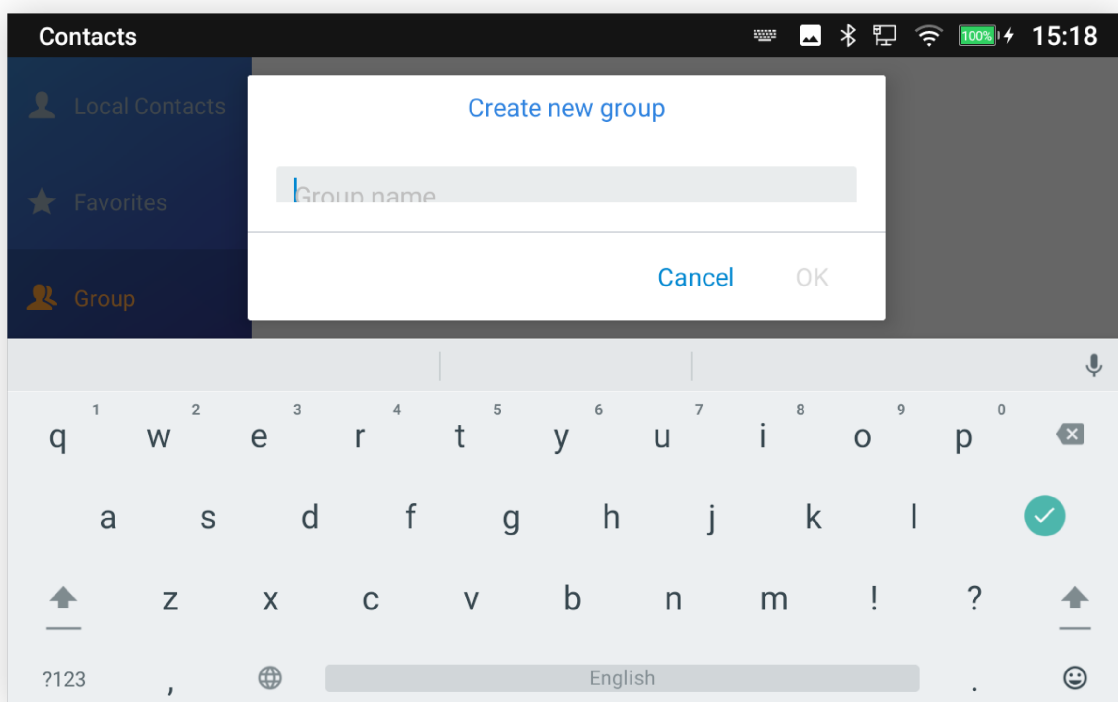 Contacts 100% 15:18
Local Contacts
Favorites
Group
Create new group
Group name
Cancel OK
1 2 3 4 5 6 7 8 9 0
q w e r t y u i o p
a s d f g h j k l
z x c v b n m ! ?
?123 , English .